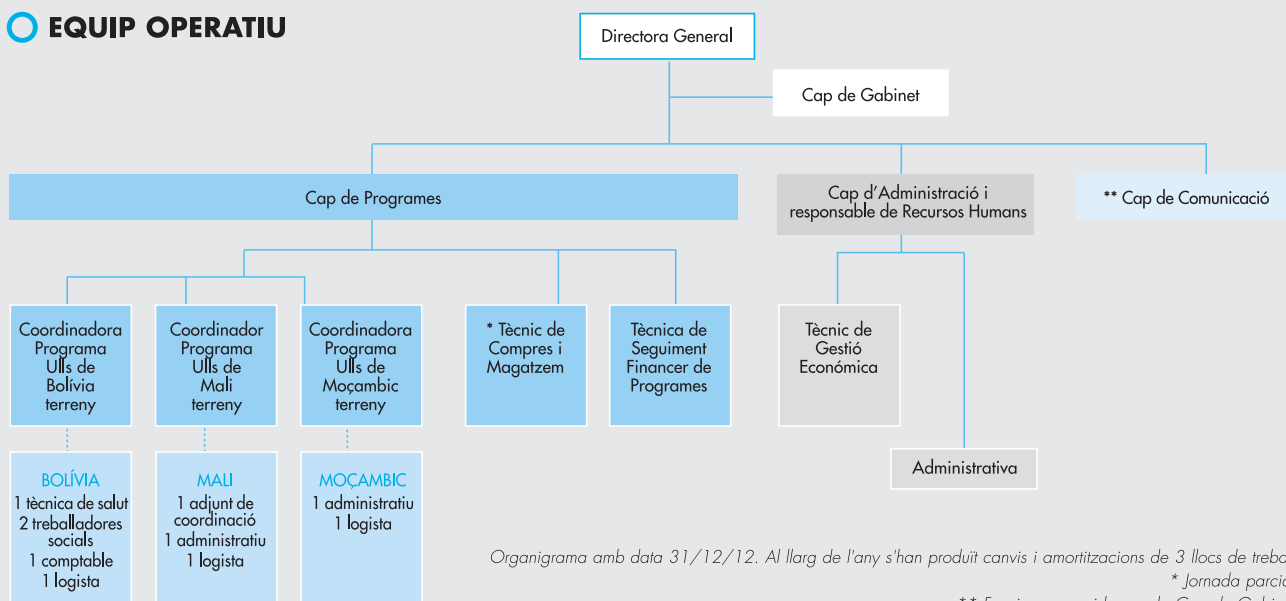 EQUIP OPERATIU
Directora General
Cap de Gabinet
Cap de Programes
Cap d'Administració i
responsable de Recursos Humans
** Cap de Comunicació
Coordinadora
Programa
Ulls de
Bolívia
terreny
Coordinador
Programa
Ulls de
Mali
terreny
Coordinadora
Programa
Ulls de
Moçambic
terreny
* Tècnic de
Compres i
Magatzem
Tècnica de
Seguiment
Financer de
Programes
Tècnic de
Gestió
Económica
Administrativa
BOLÍVIA
1 tècnica de salut
2 treballadores
socials
1 comptable
1 logista
MALI
1 adjunt de
coordinació
1 administratiu
1 logista
MOÇAMBIC
1 administratiu
1 logista
Organigrama amb data 31/12/12. Al llarg de l'any s'han produït canvis i amortitzacions de 3 llocs de treba
* Jornada parci